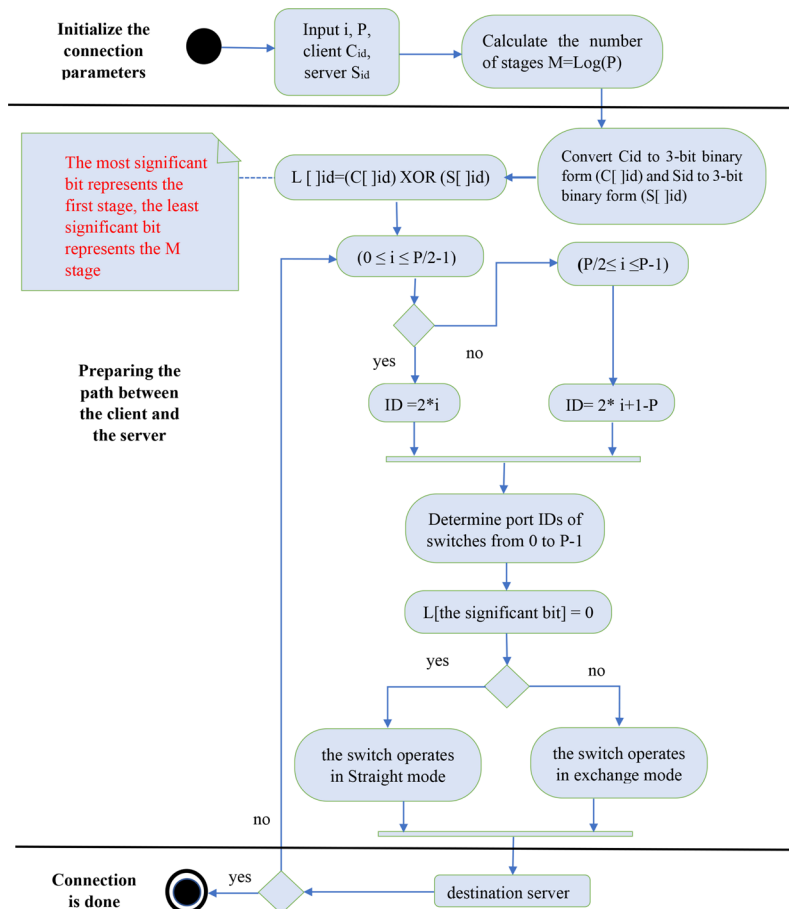 Initialize the
connection
parameters
Input i, P,
client Cid,
server Sid
Calculate the number
of stages M=Log(P)
The most significant
bit represents the
first stage, the least
significant bit
represents the M
stage
L [ ]id=(C[ ]id) XOR (S[ ]id)
Convert Cid to 3-bit binary
form (C[ ]id) and Sid to 3-bit
binary form (S[ ]id)
(0 ≤ i ≤ P/2-1)
(P/2≤ i ≤P-1)
yes
no
Preparing the
path between
the client and
the server
ID =2*i
ID= 2* i+1-P
Determine port IDs of
switches from 0 to P-1
L[the significant bit] = 0
yes
no
the switch operates
in Straight mode
the switch operates
in exchange mode
no
Connection
is done
yes
destination server